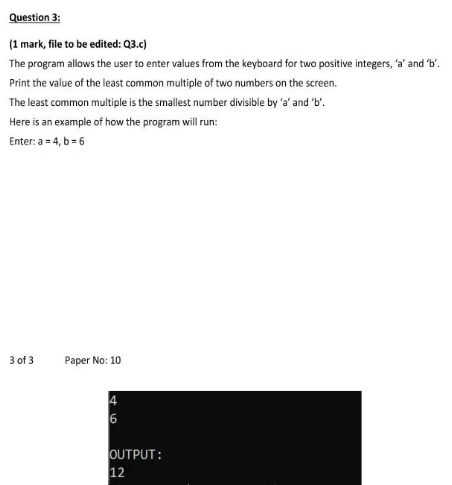 Question 3:
(1 mark, file to be edited: Q3.c)
The program allows the user to enter values from the keyboard for two positive integers, ‘a’ and ‘b’.
Print the value of the least common multiple of two numbers on the screen.
The least common multiple is the smallest number divisible by ‘a’ and ‘b’.
Here is an example of how the program will run:
Enter: a = 4, b = 6
3 of 3 Paper No: 10
4
6
OUTPUT:
12